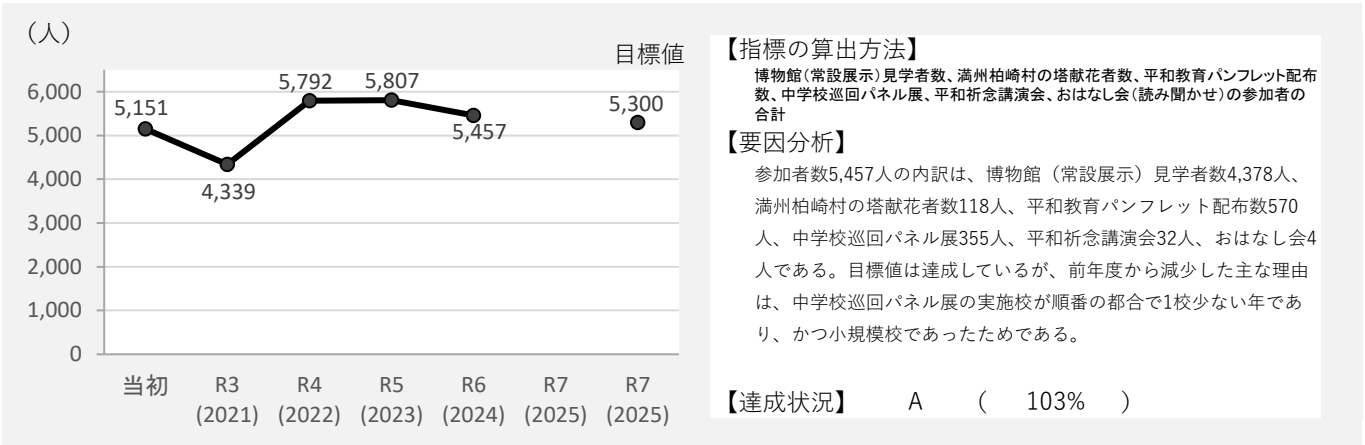 （人）
目標値
6,000
5,000
4,000
3,000
2,000
1,000
0
5,151
4,339
5,792
5,807
5,457
5,300
当初 R3 R4 R5 R6 R7 R7
(2021) (2022) (2023) (2024) (2025) (2025)
【指標の算出方法】
博物館（常設展示）見学者数、満州柏崎村の塔献花者数、平和教育パンフレット配布
数、中学校巡回パネル展、平和祈念講演会、おはなし会（読み聞かせ）の参加者の
合計
【要因分析】
参加者数5,457人の内訳は、博物館（常設展示）見学者数4,378人、
満州柏崎村の塔献花者数118人、平和教育パンフレット配布数570
人、中学校巡回パネル展355人、平和祈念講演会32人、おはなし会4
人である。目標値は達成しているが、前年度から減少した主な理由
は、中学校巡回パネル展の実施校が順番の都合で1校少ない年であ
り、かつ小規模校であったためである。
【達成状況】 A （ 103% ）